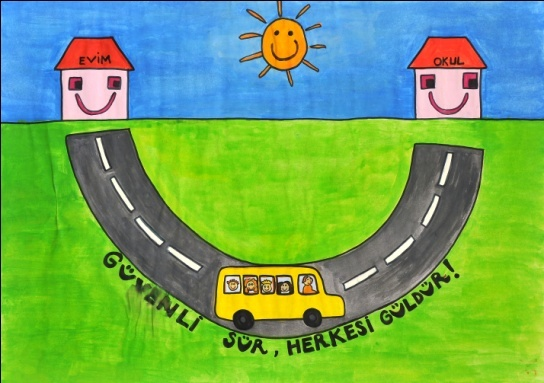 EVİM
OKUL
GÜVENLİ SÜR, HERKESİ GÜLDÜR!